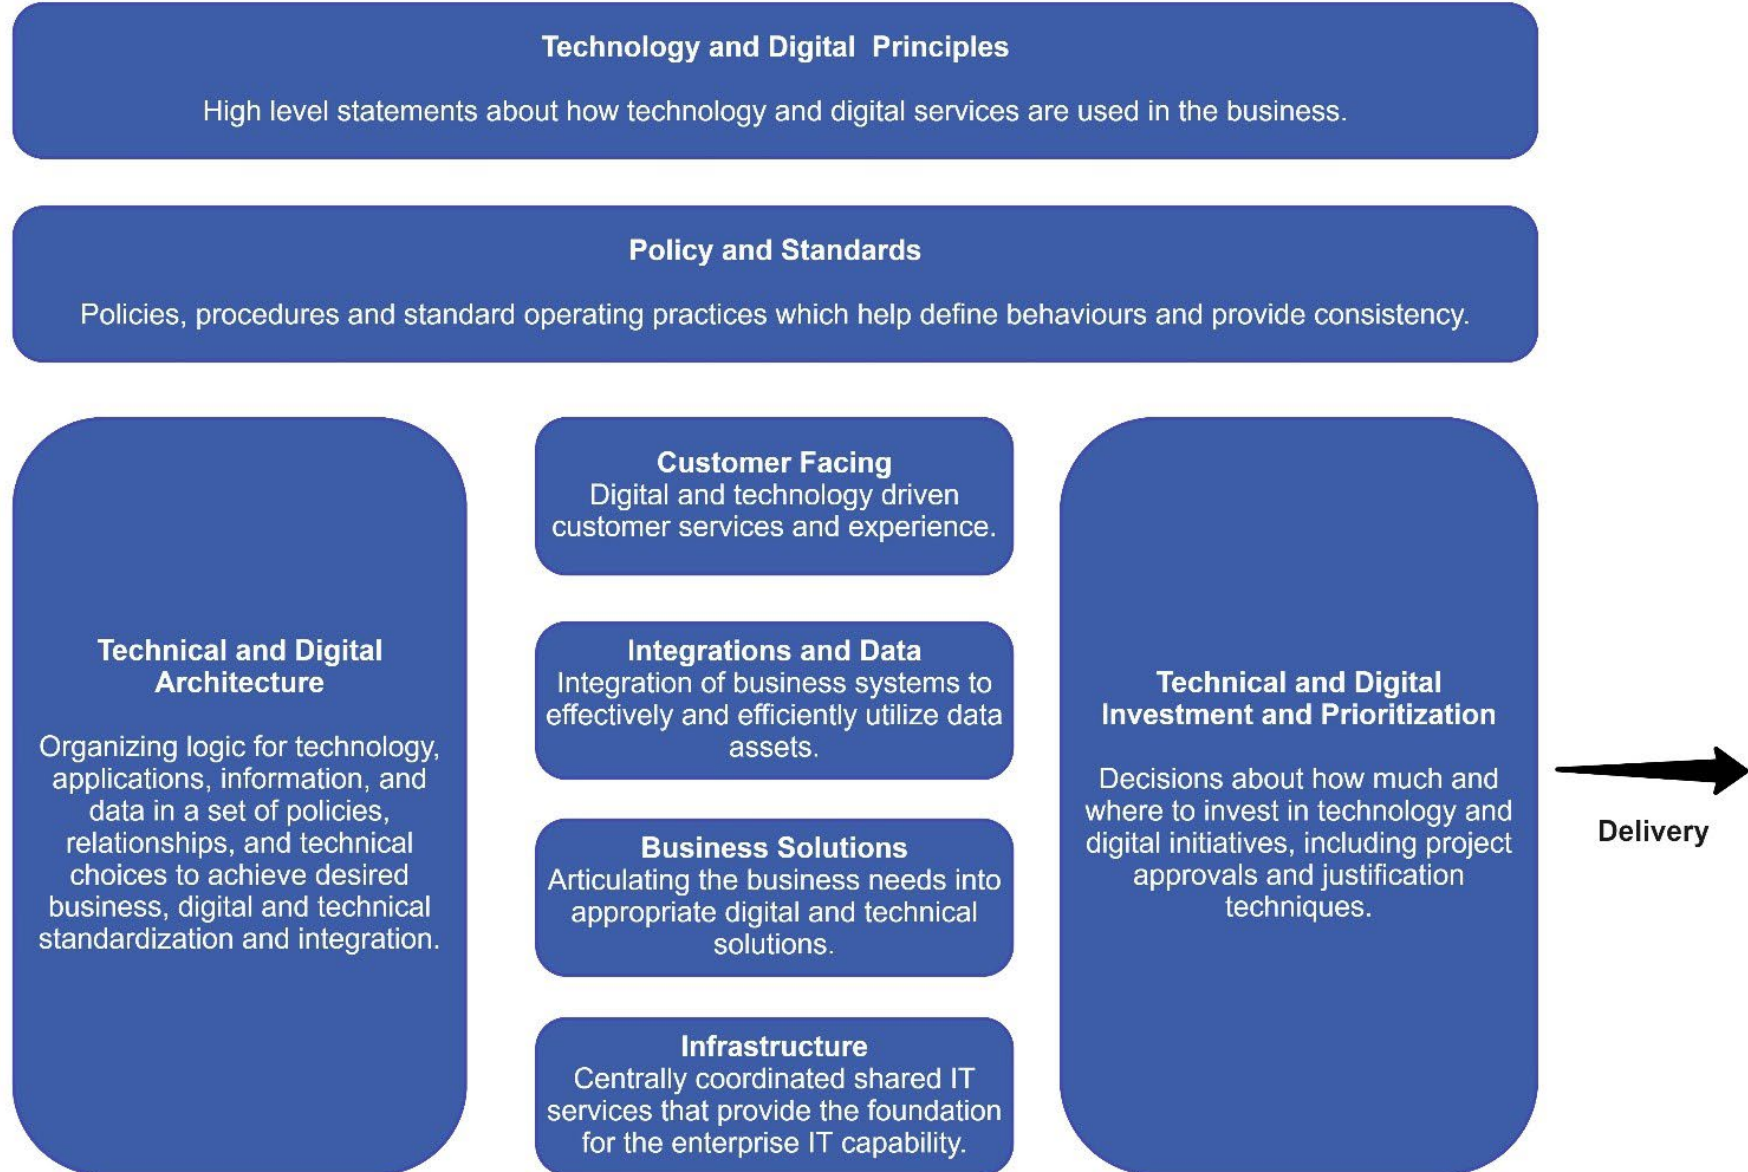 Technology and Digital Principles
High level statements about how technology and digital services are used in the business.
Policy and Standards
Policies, procedures and standard operating practices which help define behaviours and provide consistency.
Technical and Digital
Architecture
Organizing logic for technology,
applications, information, and
data in a set of policies,
relationships, and technical
choices to achieve desired
business, digital and technical
standardization and integration.
Customer Facing
Digital and technology driven
customer services and experience.
Integrations and Data
Integration of business systems to
effectively and efficiently utilize data
assets.
Business Solutions
Articulating the business needs into
appropriate digital and technical
solutions.
Infrastructure
Centrally coordinated shared IT
services that provide the foundation
for the enterprise IT capability.
Technical and Digital
Investment and Prioritization
Decisions about how much and
where to invest in technology and
digital initiatives, including project
approvals and justification
techniques.
Delivery